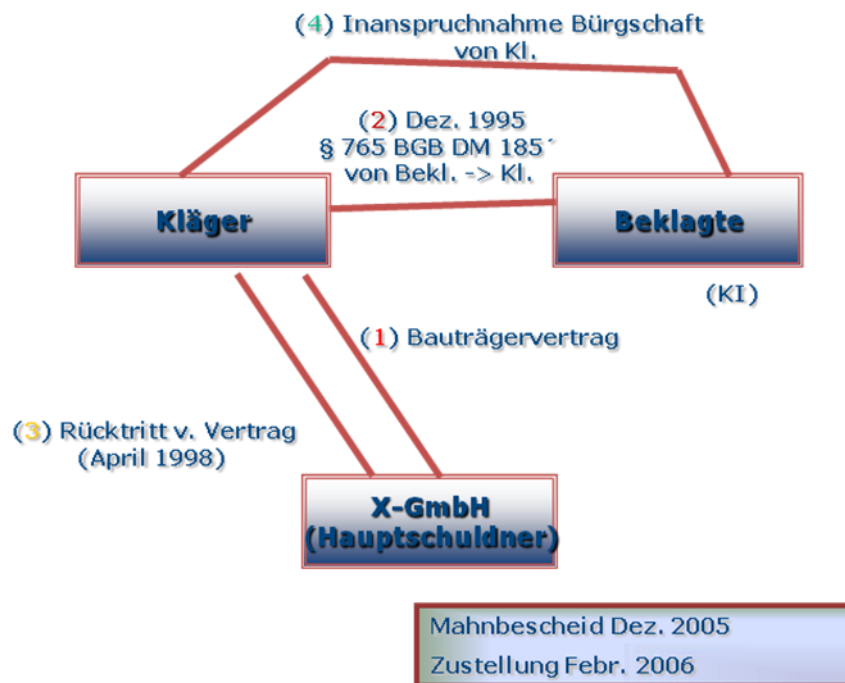 (4) Inanspruchnahme Bürgschaft
von Kl.
(2) Dez. 1995
§ 765 BGB DM 185´
von Bekl. -> Kl.
Kläger
Beklagte
(KI)
(1) Bauträgervertrag
(3) Rücktritt v. Vertrag
(April 1998)
X-GmbH
(Hauptschuldner)
Mahnbescheid Dez. 2005
Zustellung Febr. 2006